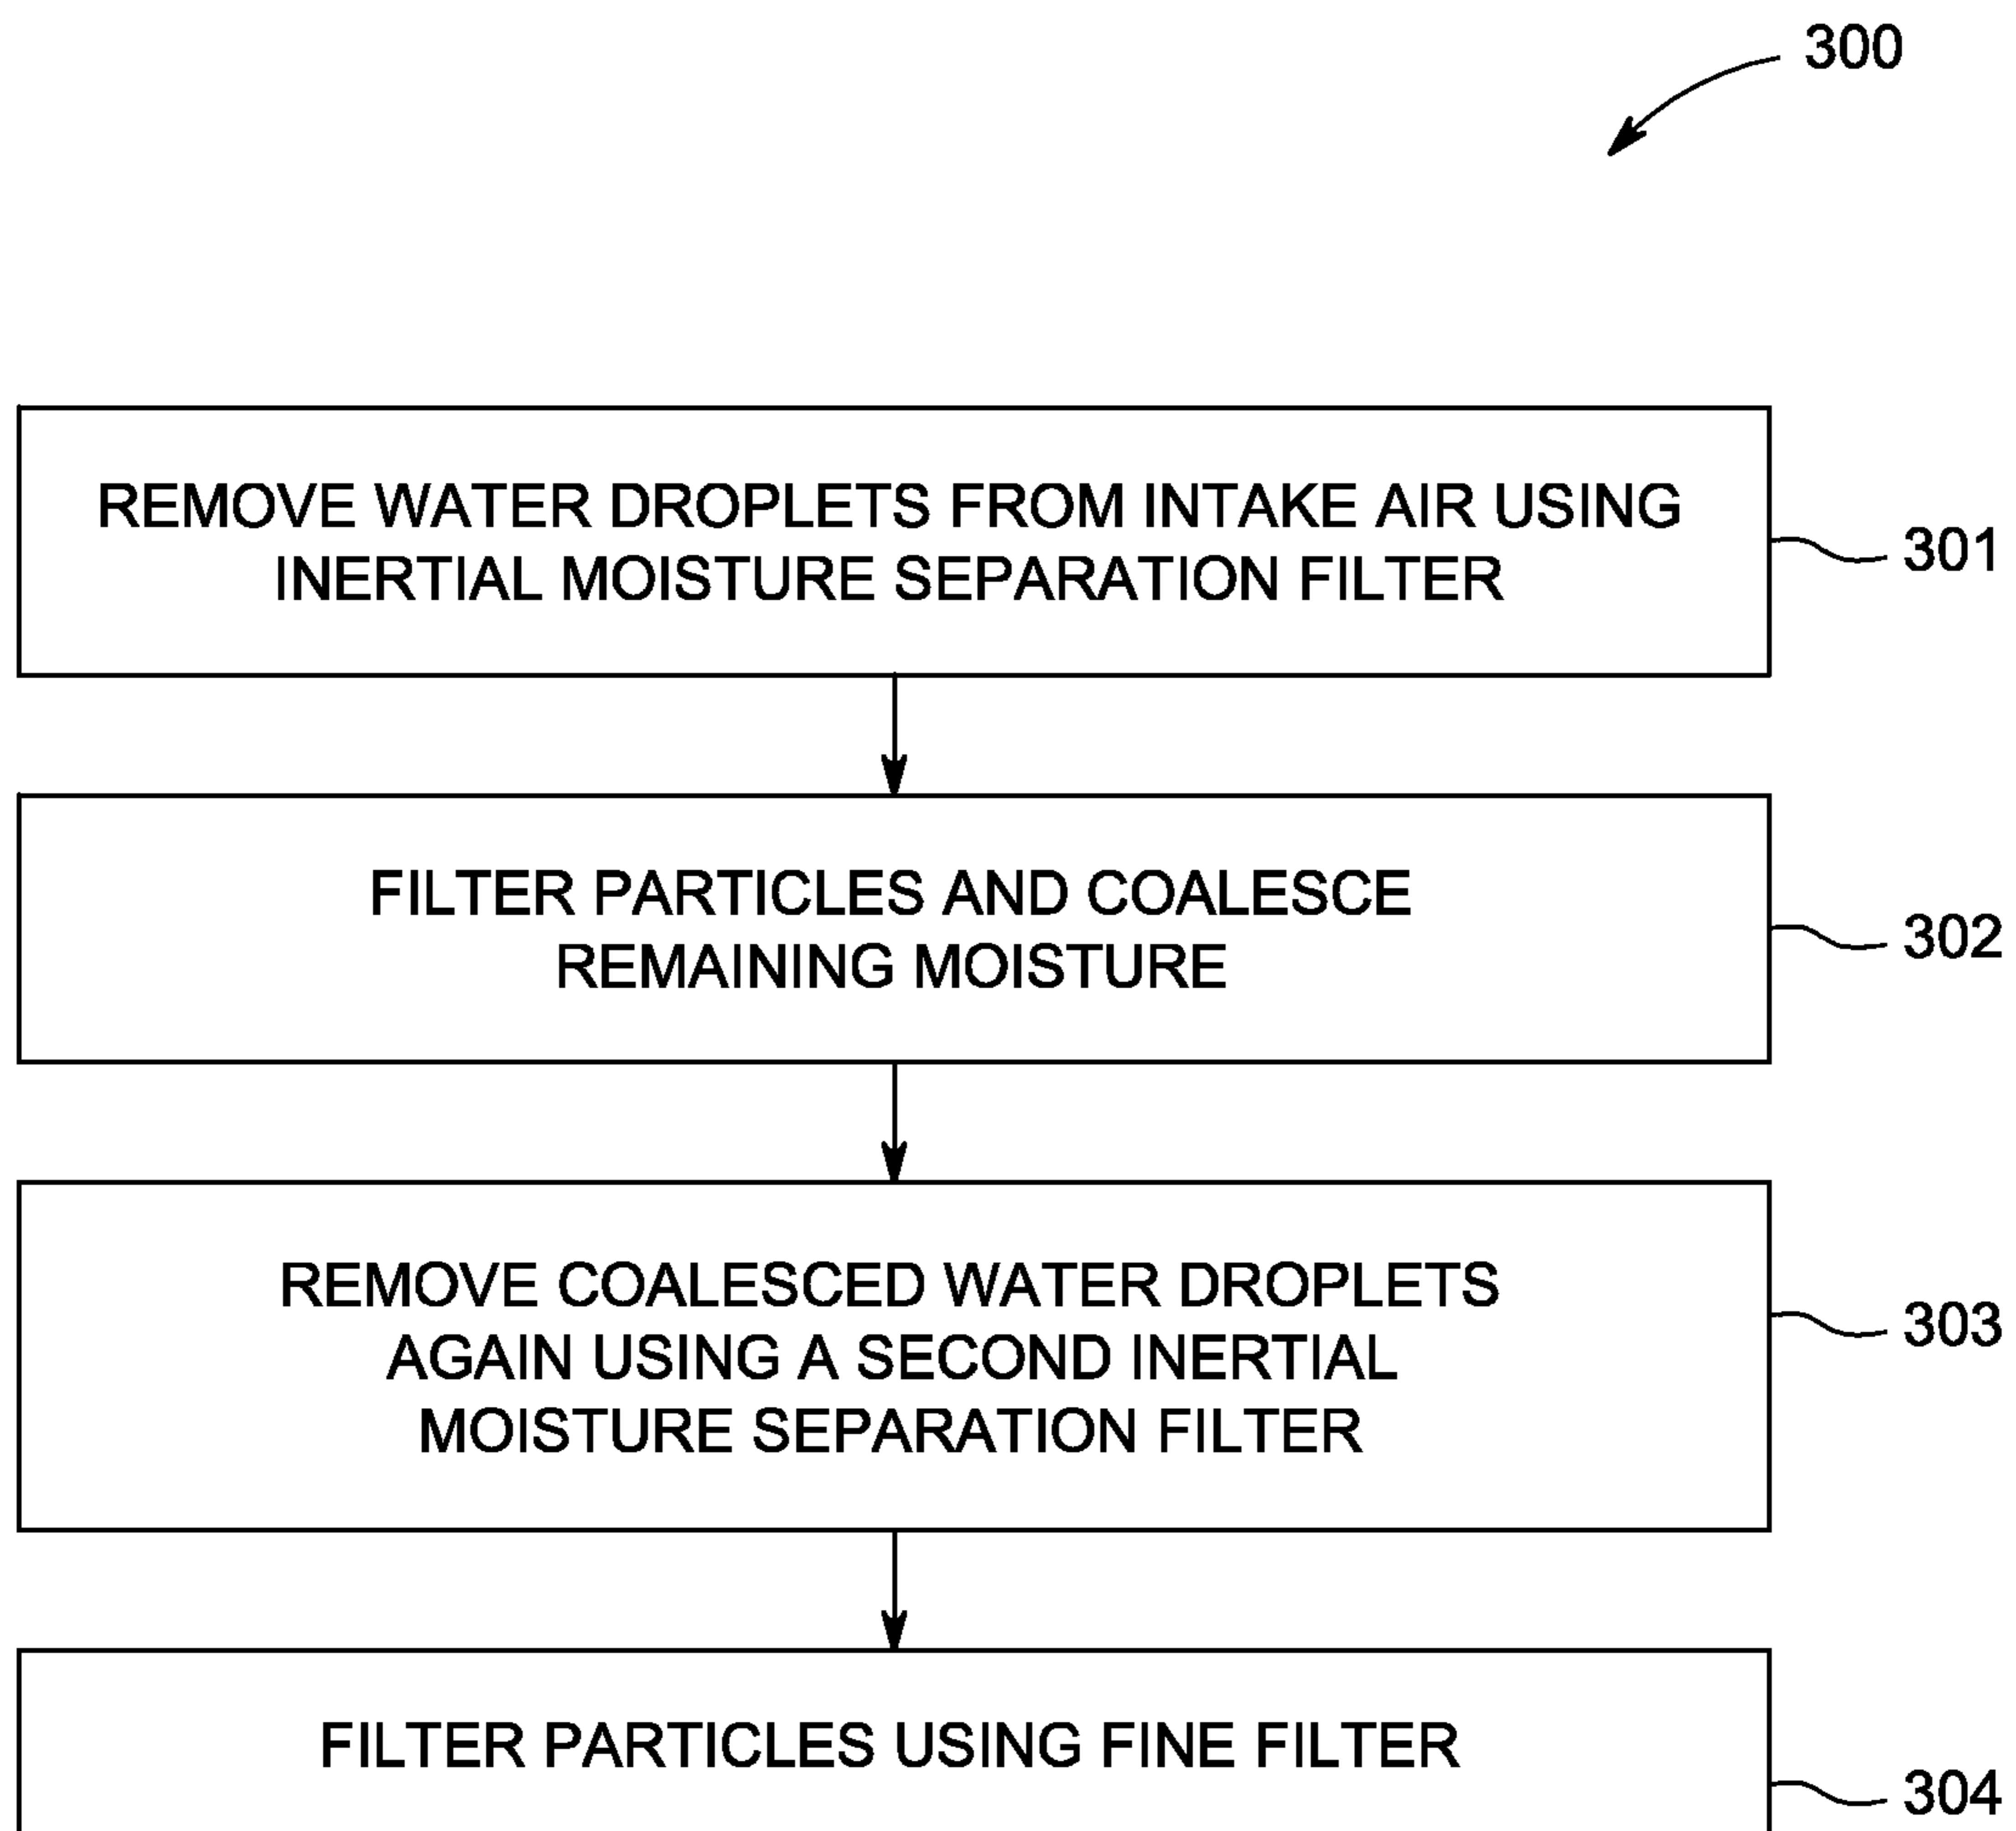 300
REMOVE WATER DROPLETS FROM INTAKE AIR USING
INERTIAL MOISTURE SEPARATION FILTER
301
FILTER PARTICLES AND COALESCE
REMAINING MOISTURE
302
REMOVE COALESCED WATER DROPLETS
AGAIN USING A SECOND INERTIAL
MOISTURE SEPARATION FILTER
303
FILTER PARTICLES USING FINE FILTER
304